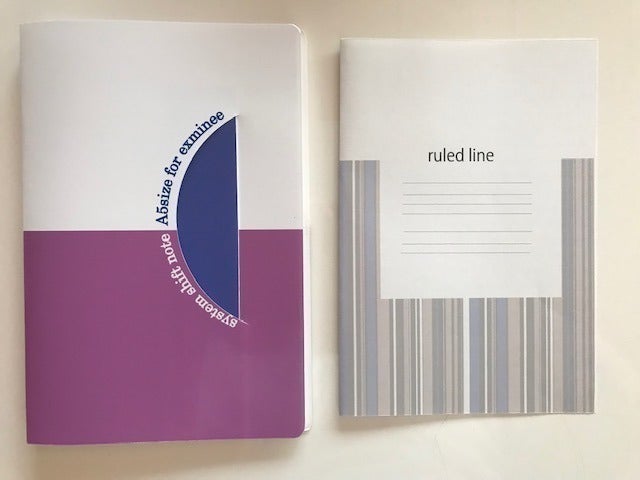 A5size for exminee
system shift note
ruled line